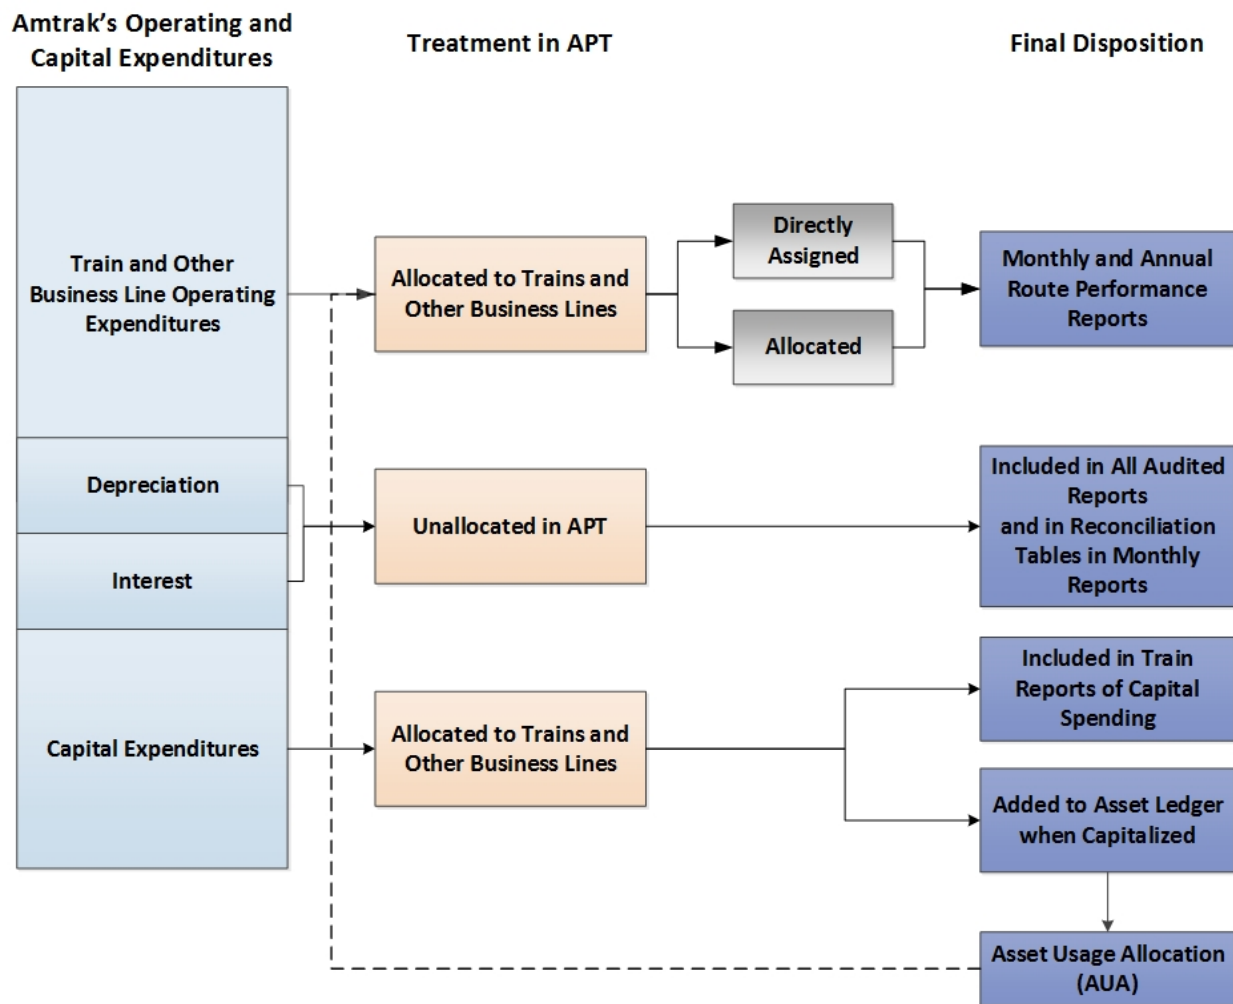 Amtrak's Operating and
Capital Expenditures
Treatment in APT
Final Disposition
Train and Other
Business Line Operating
Expenditures
Allocated to Trains and
Other Business Lines
Directly
Assigned
Allocated
Monthly and Annual
Route Performance
Reports
Depreciation
Interest
Unallocated in APT
Included in All Audited
Reports
and in Reconciliation
Tables in Monthly
Reports
Capital Expenditures
Allocated to Trains and
Other Business Lines
Included in Train
Reports of Capital
Spending
Added to Asset Ledger
when Capitalized
Asset Usage Allocation
(AUA)